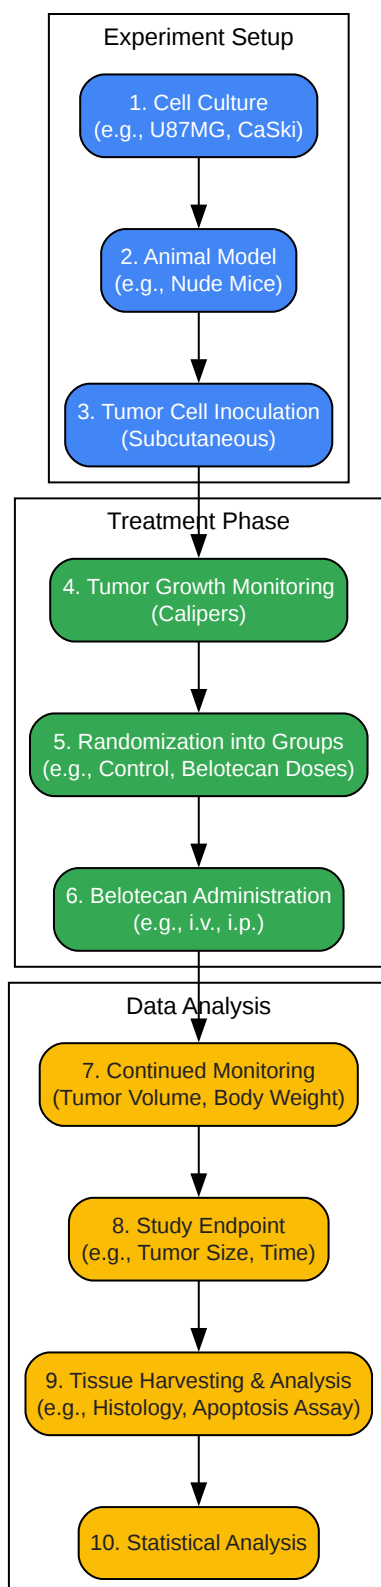 Experiment Setup
1. Cell Culture
(e.g., U87MG, CaSki)
2. Animal Model
(e.g., Nude Mice)
3. Tumor Cell Inoculation
(Subcutaneous)
Treatment Phase
4. Tumor Growth Monitoring
(Calipers)
5. Randomization into Groups
(e.g., Control, Belotecan Doses)
6. Belotecan Administration
(e.g., i.v., i.p.)
Data Analysis
7. Continued Monitoring
(Tumor Volume, Body Weight)
8. Study Endpoint
(e.g., Tumor Size, Time)
9. Tissue Harvesting & Analysis
(e.g., Histology, Apoptosis Assay)
10. Statistical Analysis